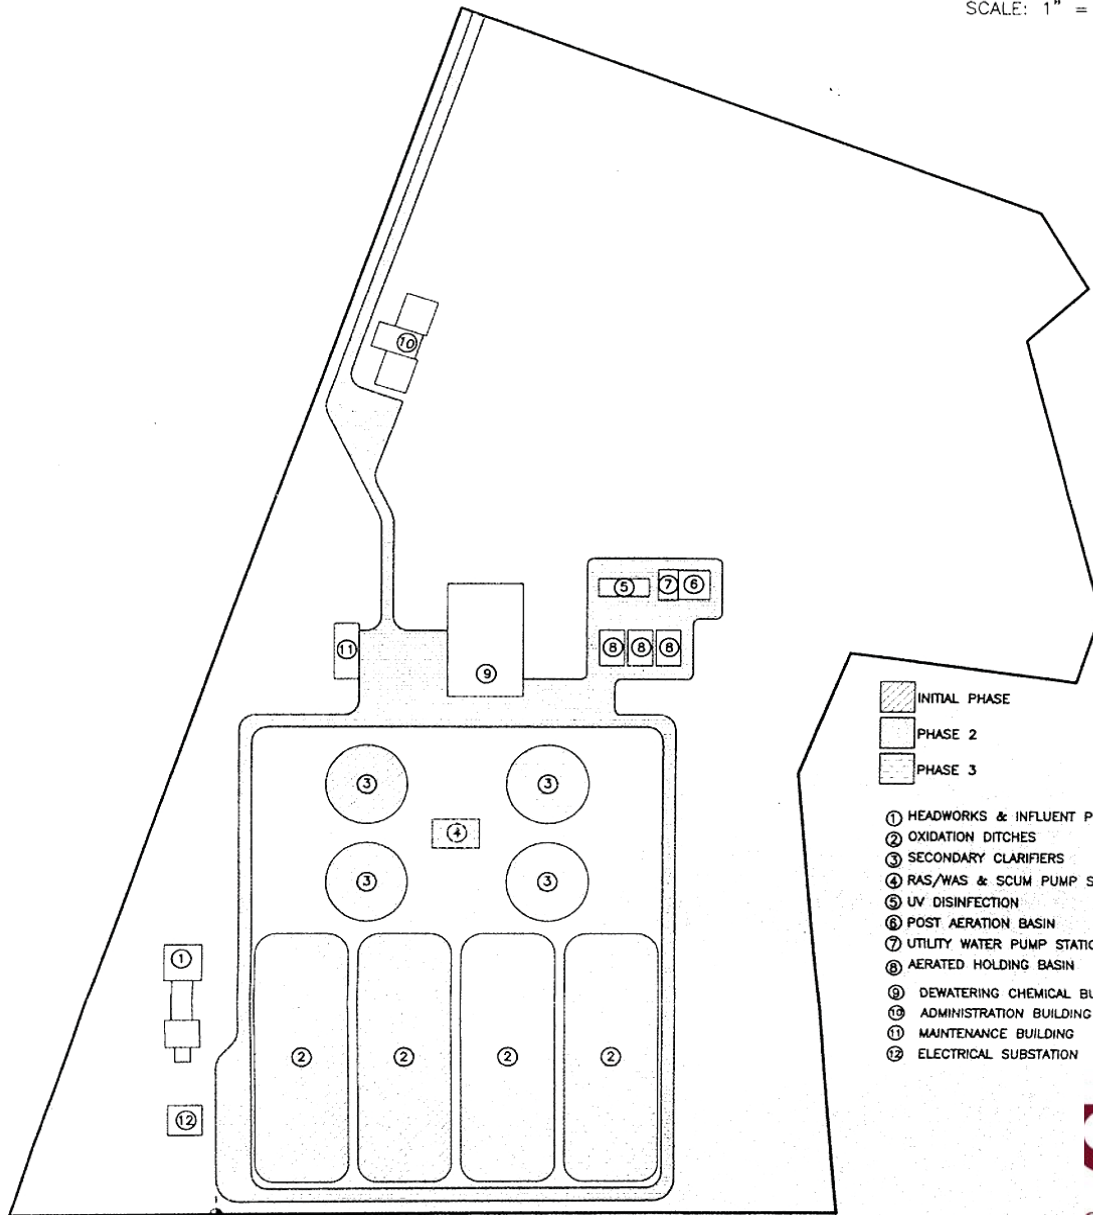 SCALE: 1" =
10
5
7
6
11
8
8
8
9
INITIAL PHASE
PHASE 2
PHASE 3
3
3
4
3
3
1 HEADWORKS & INFLUENT P
2 OXIDATION DITCHES
3 SECONDARY CLARIFIERS
4 RAS/WAS & SCUM PUMP S
5 UV DISINFECTION
6 POST AERATION BASIN
7 UTILITY WATER PUMP STATIO
8 AERATED HOLDING BASIN
9 DEWATERING CHEMICAL BU
10 ADMINISTRATION BUILDING
11 MAINTENANCE BUILDING
12 ELECTRICAL SUBSTATION
1
2
2
2
2
12